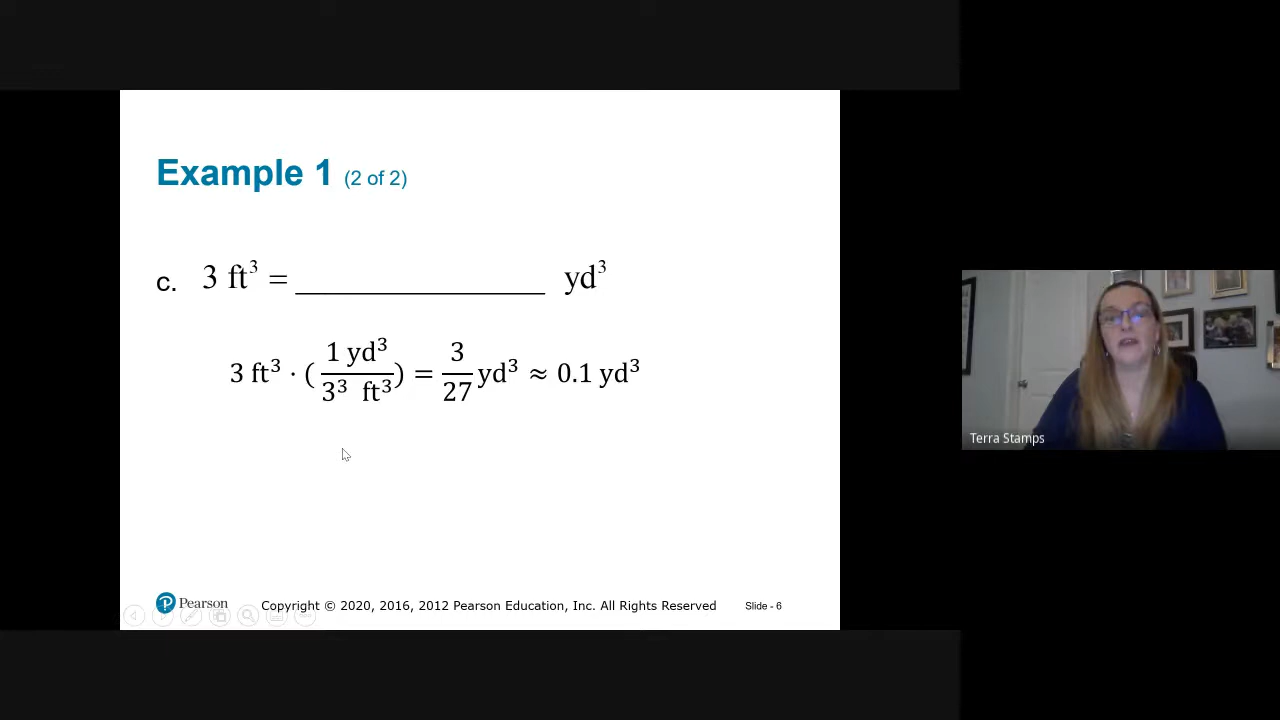 Example 1 (2 of 2)
c. 3 ft³ = ________________ yd³
3 ft³ · (1 yd³ / 3³ ft³) = 3/27 yd³ ≈ 0.1 yd³
Terra Stamps
Pearson Copyright © 2020, 2016, 2012 Pearson Education, Inc. All Rights Reserved Slide - 6